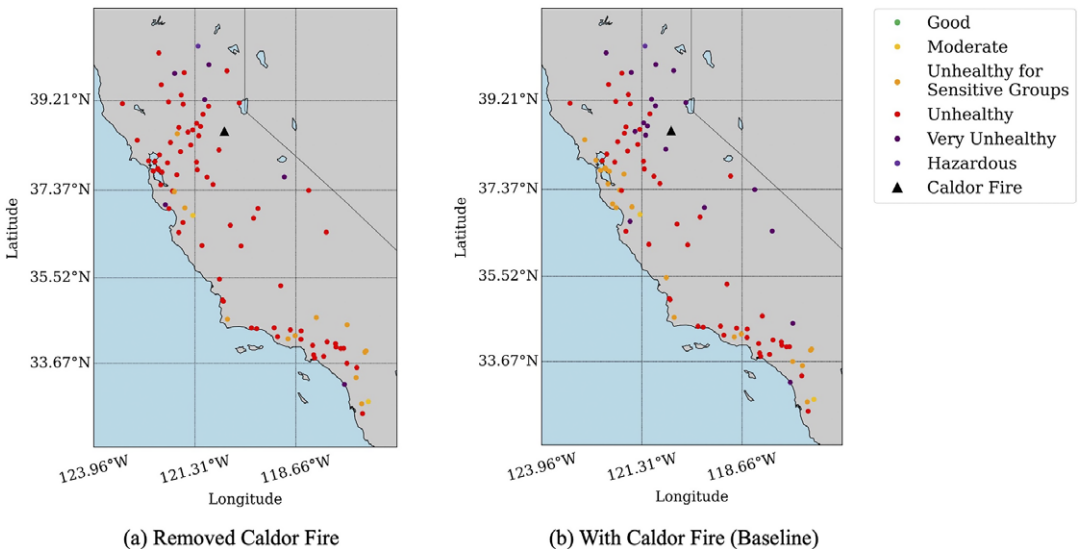 Good
Moderate
Unhealthy for
Sensitive Groups
Unhealthy
Very Unhealthy
Hazardous
Caldor Fire
39.21°N
37.37°N
35.52°N
33.67°N
Latitude
123.96°W
121.31°W
118.66°W
Longitude
(a) Removed Caldor Fire
39.21°N
37.37°N
35.52°N
33.67°N
Latitude
123.96°W
121.31°W
118.66°W
Longitude
(b) With Caldor Fire (Baseline)